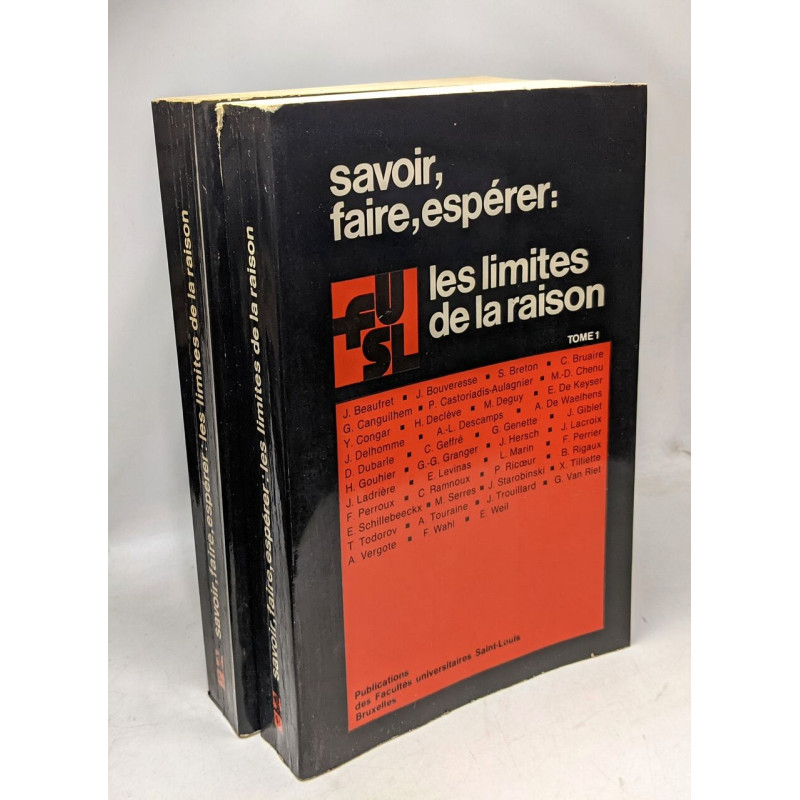 savoir,
faire, espérer:
les limites
de la raison
TOME 1
fUSL
J. Beaufret ▪ J. Bouveresse ▪ S. Breton ▪ C. Bruaire
G. Canguilhem ▪ P. Castoriadis-Aulagnier ▪ M.-D. Chenu
Y. Congar ▪ H. Declève ▪ M. Deguy ▪ E. De Keyser
J. Delhomme ▪ A.-L. Descamps ▪ A. De Waelhens
D. Dubarle ▪ C. Geffré ▪ G. Genette ▪ J. Giblet
H. Gouhier ▪ G.-G. Granger ▪ J. Hersch ▪ J. Lacroix
J. Ladrière ▪ E. Levinas ▪ L. Marin ▪ F. Perrier
F. Perroux ▪ C. Ramnoux ▪ P. Ricœur ▪ B. Rigaux
E. Schillebeeckx ▪ M. Serres ▪ J. Starobinski ▪ X. Tilliette
T. Todorov ▪ A. Touraine ▪ J. Trouillard ▪ G. Van Riet
A. Vergote ▪ F. Wahl ▪ E. Weil
Publications
des Facultés universitaires Saint-Louis
Bruxelles
savoir, faire, espérer: les limites de la raison
savoir, faire, espérer: les limites de la raison